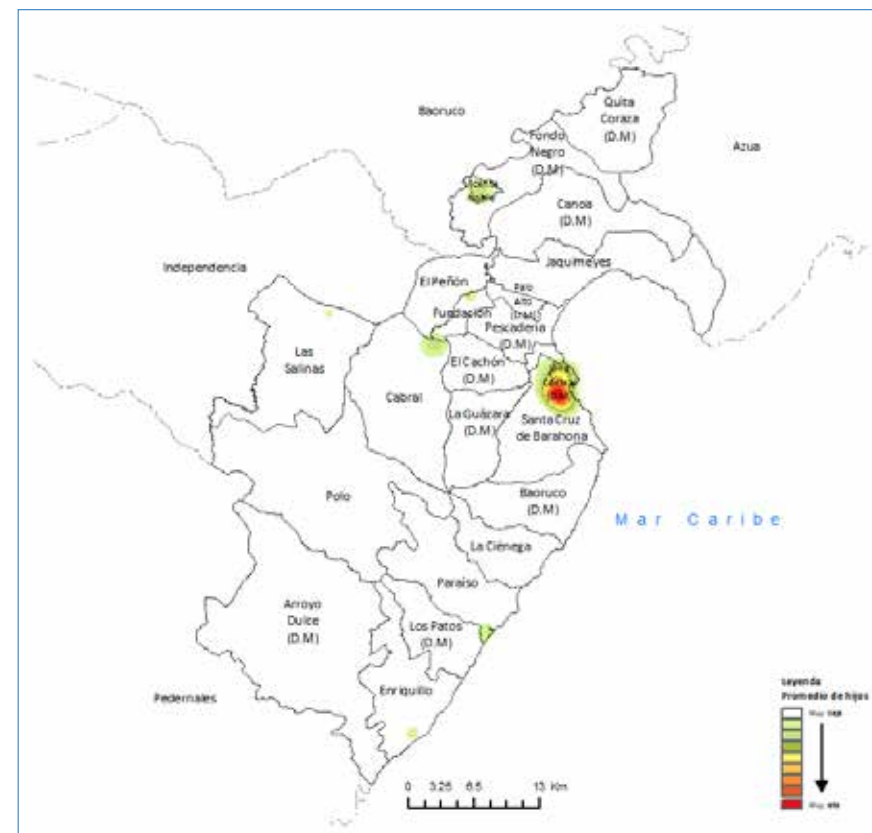 Quita
Coraza
(D.M)
Baoruco
Fondo
Negro
(D.M)
Azua
Canoa
(D.M)
Independencia
Jaquimeyes
El Peñón
Palo
Alto
(D.M)
Fundación
Pescadería
(D.M)
Las
Salinas
El Cachón
(D.M)
Cabral
La Guázara
(D.M)
Santa Cruz
de Barahona
Polo
Baoruco
(D.M)
Mar Caribe
La Ciénega
Paraíso
Arroyo
Dulce
(D.M)
Los Patos
(D.M)
Enriquillo
Pedernales
Leyenda
Promedio de hijos
0 3.25 6.5 13 Km